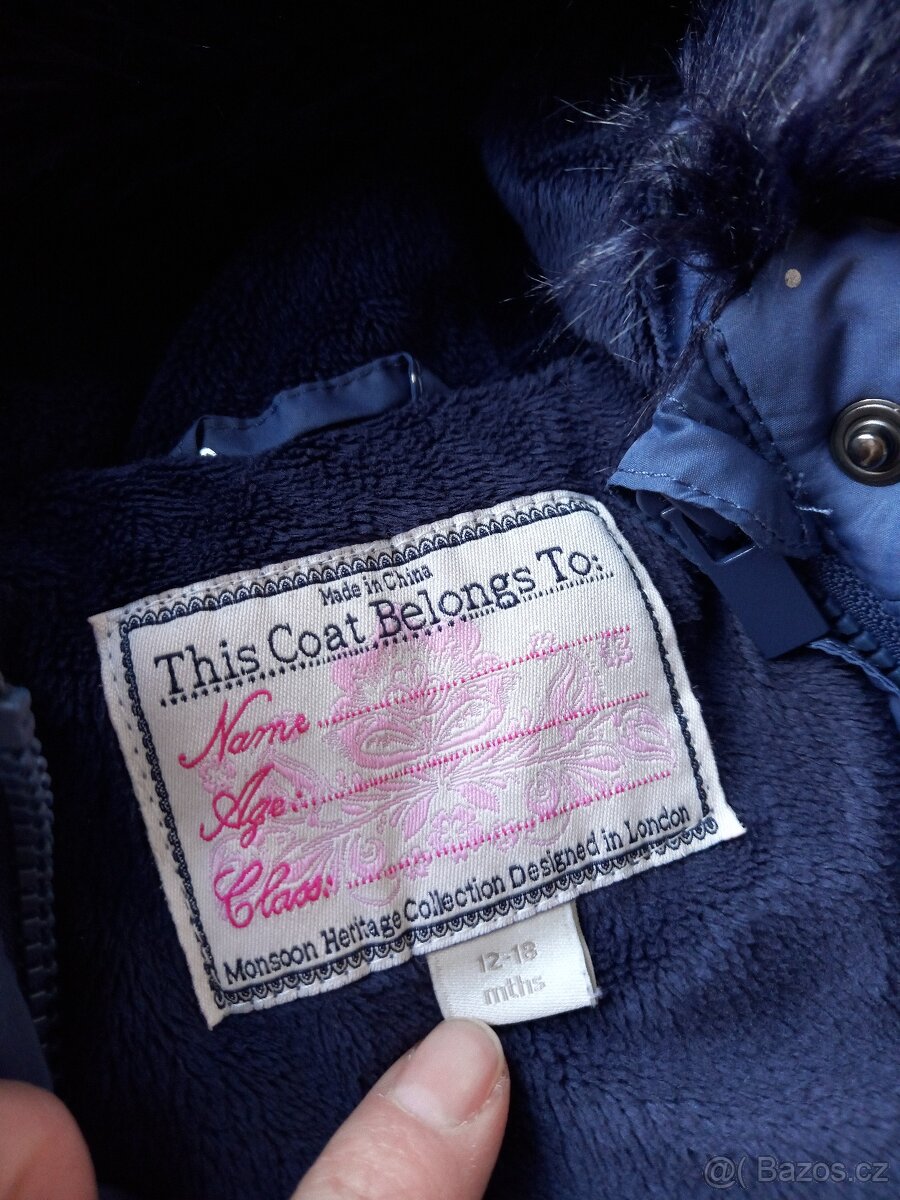 Made in China
This Coat Belongs To:
Name
Age:
Class:
Monsoon Heritage Collection Designed in London
12-18
mths
@( Bazos.cz